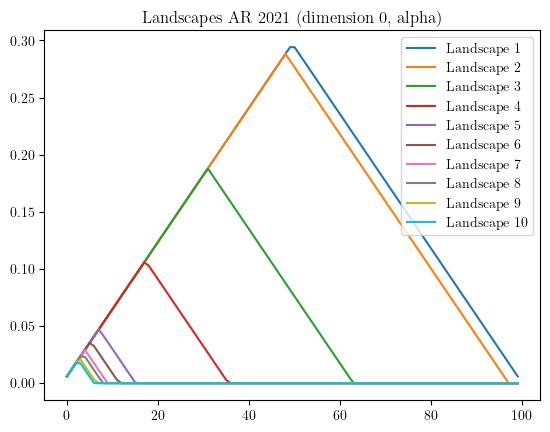 Landscapes AR 2021 (dimension 0, alpha)
0.30
0.25
0.20
0.15
0.10
0.05
0.00
0
20
40
60
80
100
Landscape 1
Landscape 2
Landscape 3
Landscape 4
Landscape 5
Landscape 6
Landscape 7
Landscape 8
Landscape 9
Landscape 10